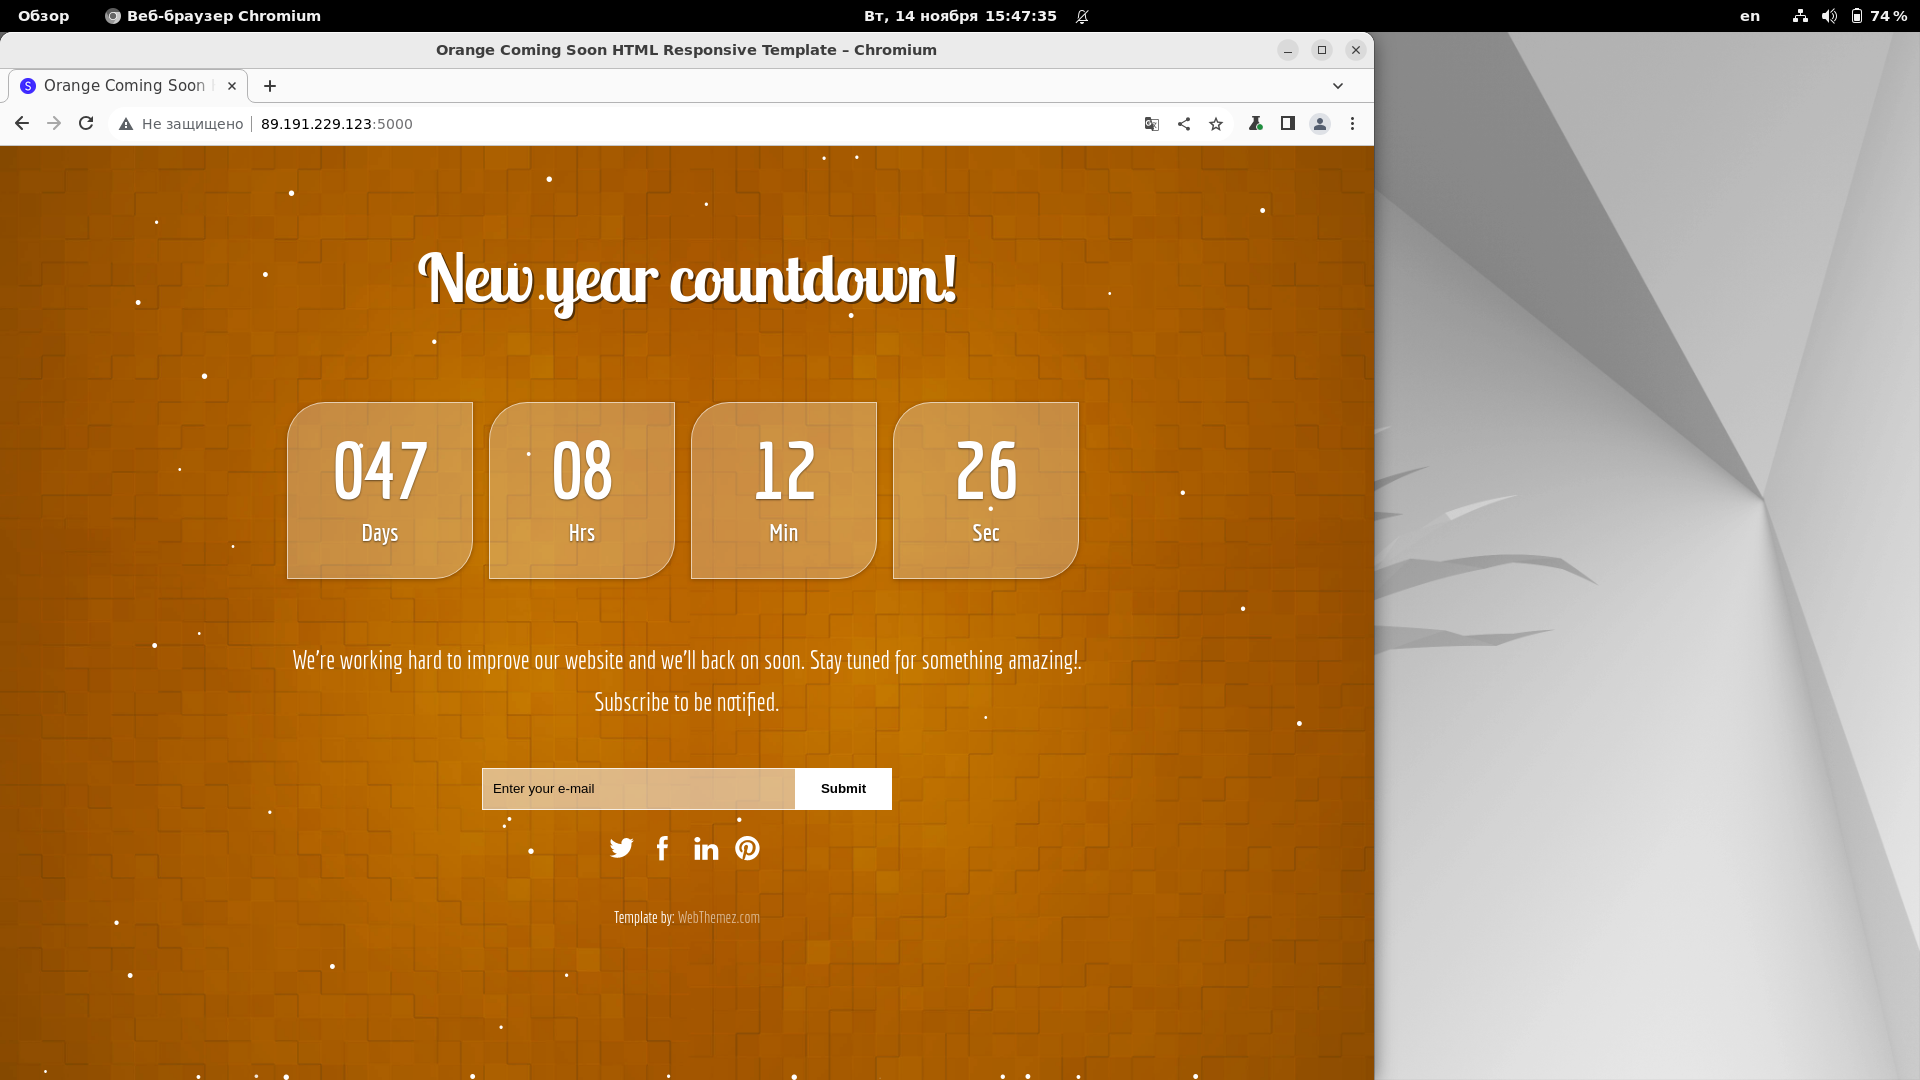 Обзор Веб-браузер Chromium Вт, 14 ноября 15:47:35 en 74 %
Orange Coming Soon HTML Responsive Template – Chromium
S Orange Coming Soon
Не защищено 89.191.229.123:5000
New year countdown!
047 08 12 26
Days Hrs Min Sec
We're working hard to improve our website and we'll back on soon. Stay tuned for something amazing!.
Subscribe to be notified.
Enter your e-mail Submit
Template by: WebThemez.com